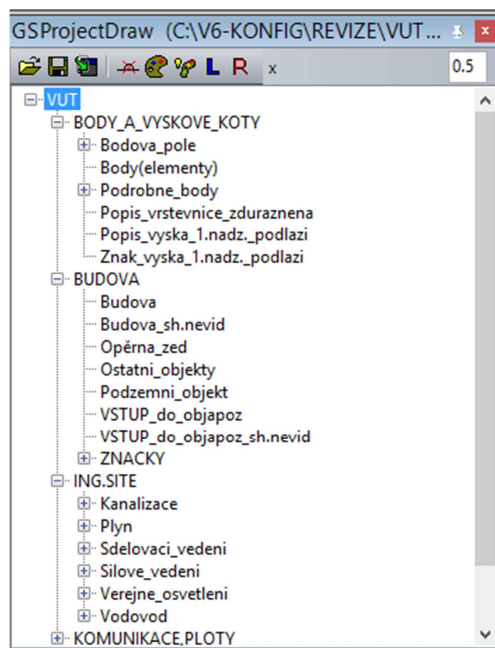 GSProjectDraw (C:\V6-KONFIG\REVIZE\VUT...
L R x 0.5
VUT
BODY_A_VYSKOVE_KOTY
Bodova_pole
Body(elementy)
Podrobne_body
Popis_vrstevnice_zduraznena
Popis_vyska_1.nadz._podlazi
Znak_vyska_1.nadz._podlazi
BUDOVA
Budova
Budova_sh.nevid
Opěrna_zed
Ostatni_objekty
Podzemni_objekt
VSTUP_do_objapoz
VSTUP_do_objapoz_sh.nevid
ZNACKY
ING.SITE
Kanalizace
Plyn
Sdelovaci_vedeni
Silove_vedeni
Verejne_osvetleni
Vodovod
KOMUNIKACE,PLOTY